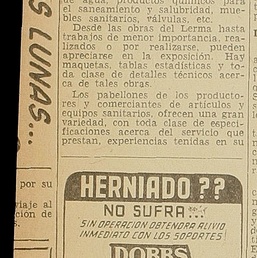 de agua, productos químicos para
el saneamiento y salubridad, mue-
bles sanitarios, válvulas, etc.
Desde las obras del Lerma hasta
trabajos de menor importancia, rea-
lizados o por realizarse, pueden
apreciarse en la exposición. Hay
maquetas, tablas estadísticas y to-
da clase de detalles técnicos acer-
ca de tales obras.
Los pabellones de los producto-
res y comerciantes de artículos y
equipos sanitarios, ofrecen una gran
variedad, con toda clase de especi-
ficaciones acerca del servicio que
prestan, experiencias tenidas en su
S LUNAS...
por su
viaje al
ción de
s
HERNIADO ??
NO SUFRA...
SIN OPERACION OBTENDRA ALIVIO
INMEDIATO CON LOS SOPORTES
DOBBS